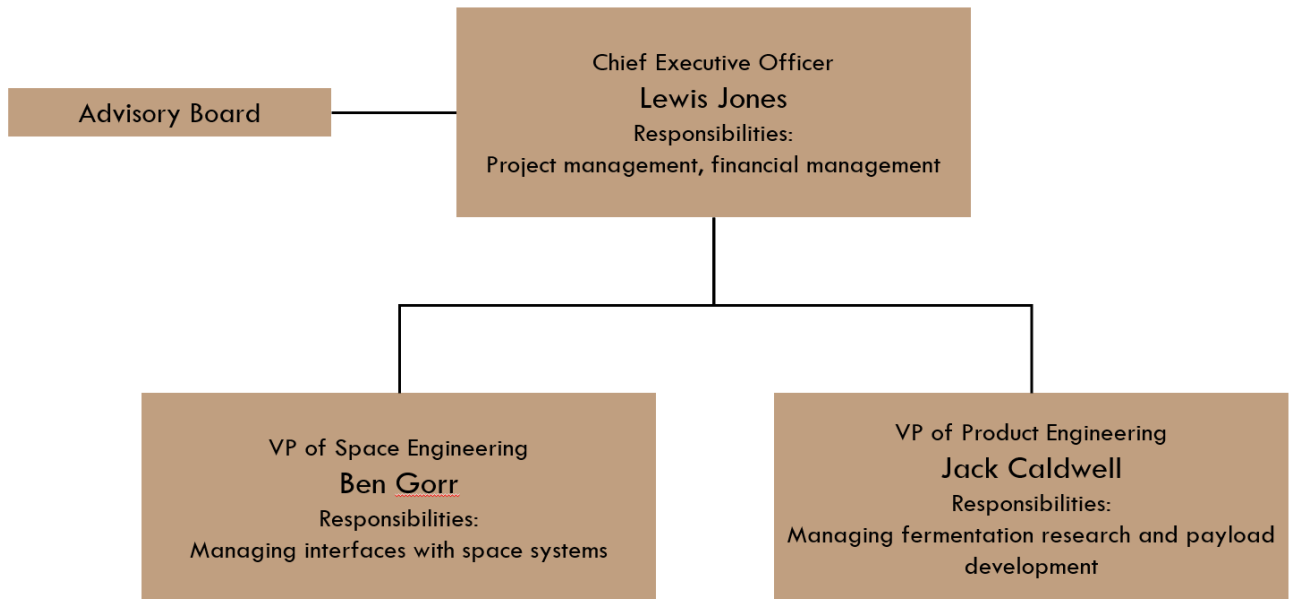 Chief Executive Officer
Lewis Jones
Responsibilities:
Project management, financial management
Advisory Board
VP of Space Engineering
Ben Gorr
Responsibilities:
Managing interfaces with space systems
VP of Product Engineering
Jack Caldwell
Responsibilities:
Managing fermentation research and payload
development